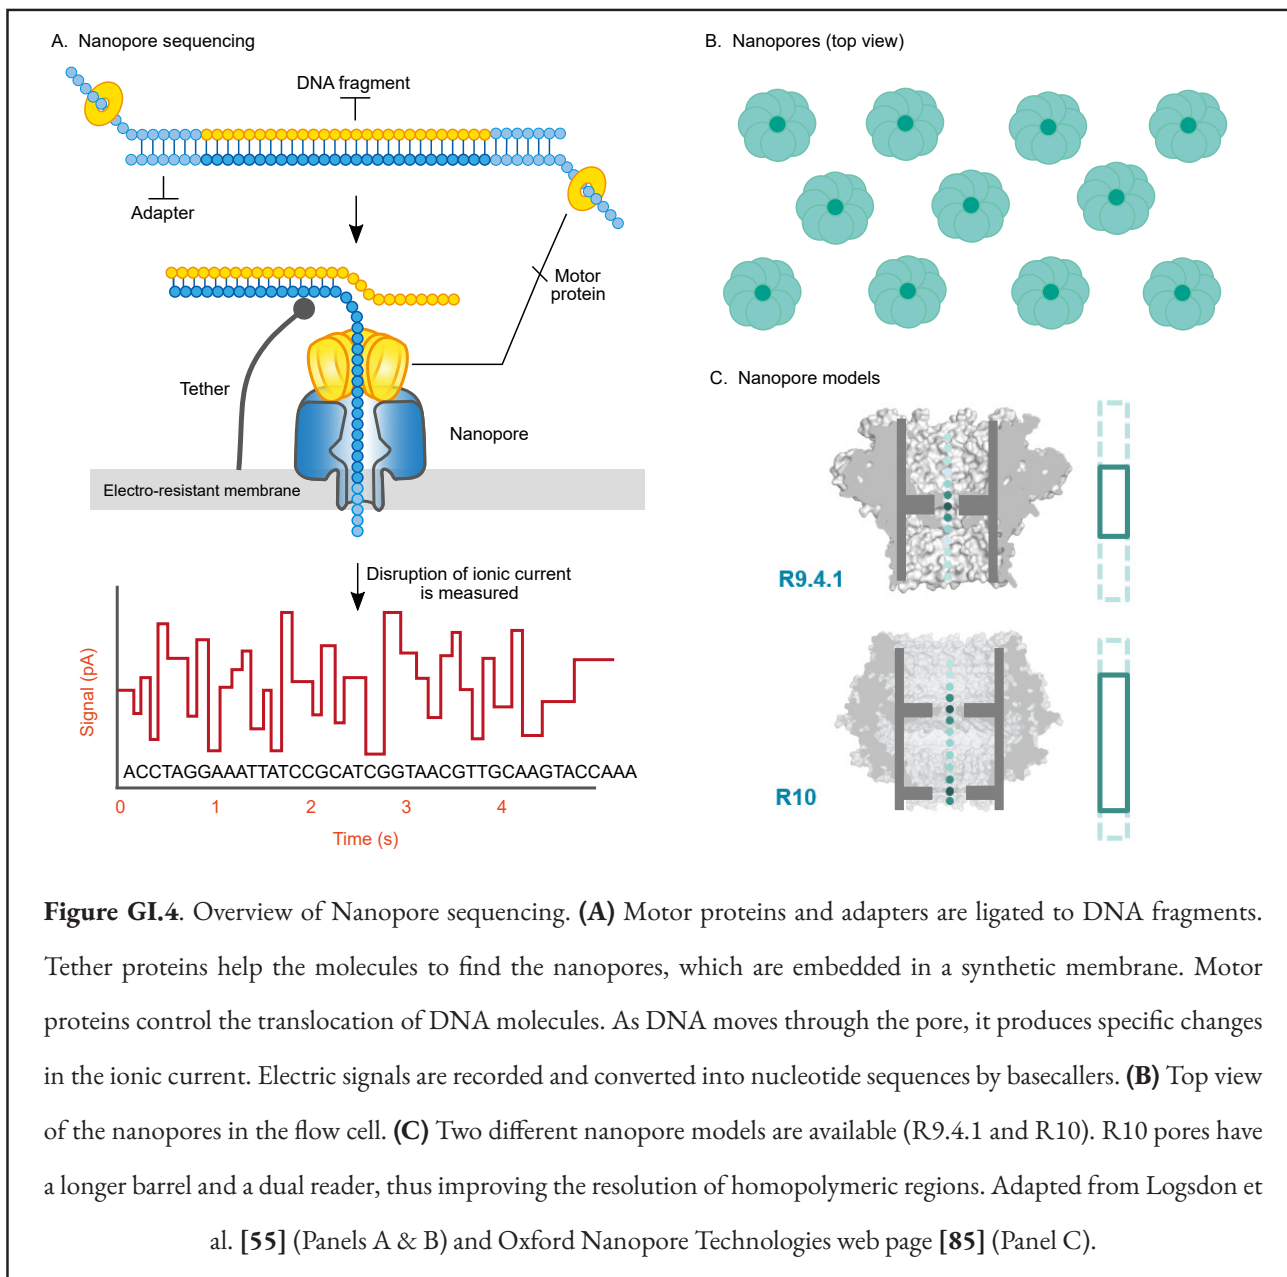 A. Nanopore sequencing
DNA fragment
Adapter
Motor
protein
Tether
Nanopore
Electro-resistant membrane
Disruption of ionic current
is measured
Signal (pA)
ACCTAGGAAATTATCCGCATCGGTAACGTTGCAAGTACCAAA
0 1 2 3 4
Time (s)
B. Nanopores (top view)
C. Nanopore models
R9.4.1
R10
Figure GI.4. Overview of Nanopore sequencing. (A) Motor proteins and adapters are ligated to DNA fragments.
Tether proteins help the molecules to find the nanopores, which are embedded in a synthetic membrane. Motor
proteins control the translocation of DNA molecules. As DNA moves through the pore, it produces specific changes
in the ionic current. Electric signals are recorded and converted into nucleotide sequences by basecallers. (B) Top view
of the nanopores in the flow cell. (C) Two different nanopore models are available (R9.4.1 and R10). R10 pores have
a longer barrel and a dual reader, thus improving the resolution of homopolymeric regions. Adapted from Logsdon et
al. [55] (Panels A & B) and Oxford Nanopore Technologies web page [85] (Panel C).